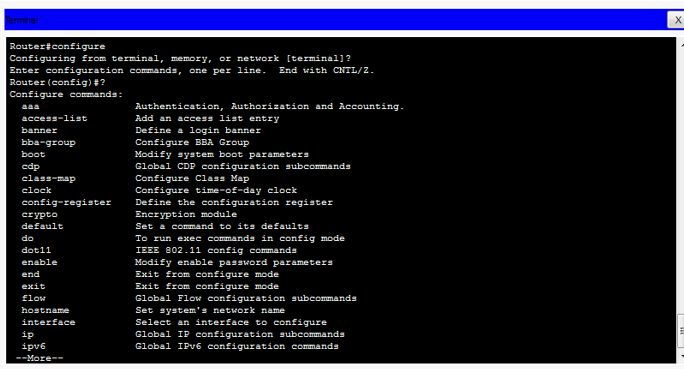 Terminal
X
Router#configure
Configuring from terminal, memory, or network [terminal]?
Enter configuration commands, one per line.  End with CNTL/Z.
Router(config)#?
Configure commands:
  aaa                Authentication, Authorization and Accounting.
  access-list        Add an access list entry
  banner             Define a login banner
  bba-group          Configure BBA Group
  boot               Modify system boot parameters
  cdp                Global CDP configuration subcommands
  class-map          Configure Class Map
  clock              Configure time-of-day clock
  config-register    Define the configuration register
  crypto             Encryption module
  default            Set a command to its defaults
  do                 To run exec commands in config mode
  dot11              IEEE 802.11 config commands
  enable             Modify enable password parameters
  end                Exit from configure mode
  exit               Exit from configure mode
  flow               Global Flow configuration subcommands
  hostname           Set system's network name
  interface          Select an interface to configure
  ip                 Global IP configuration subcommands
  ipv6               Global IPv6 configuration commands
 --More--